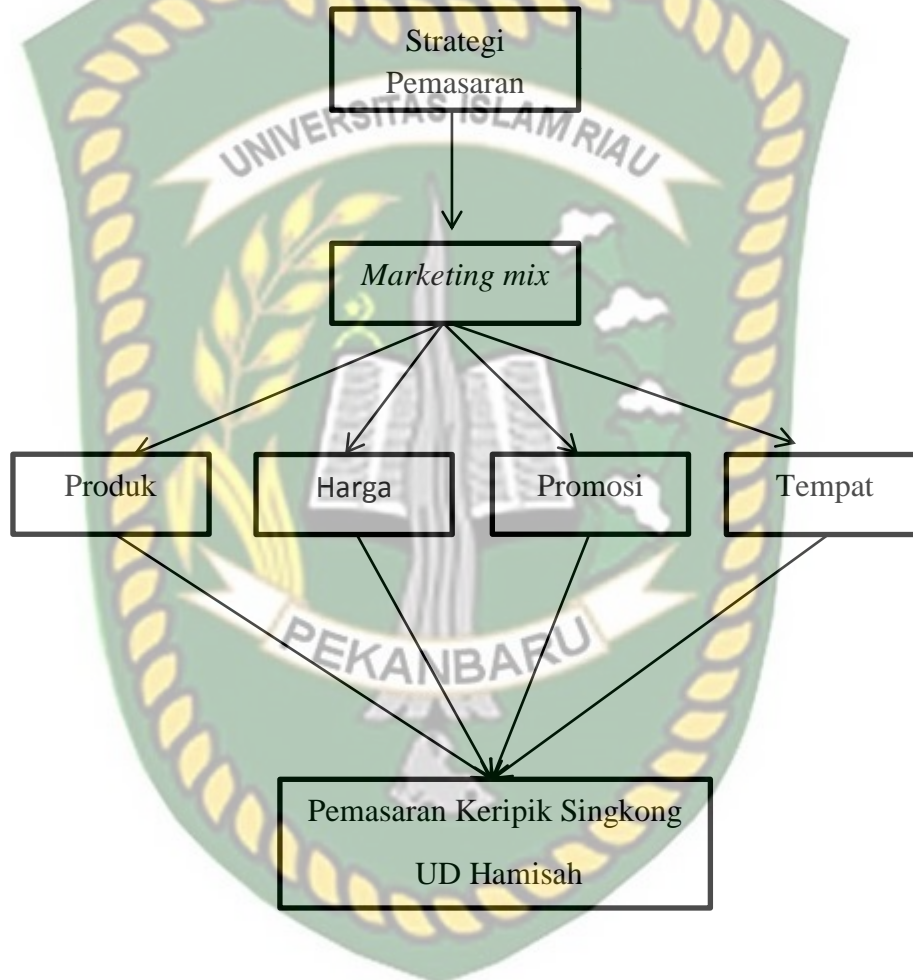 Strategi
Pemasaran
UNIVERSITAS ISLAM RIAU
Marketing mix
Produk
Harga
Promosi
Tempat
PEKANBARU
Pemasaran Keripik Singkong
UD Hamisah